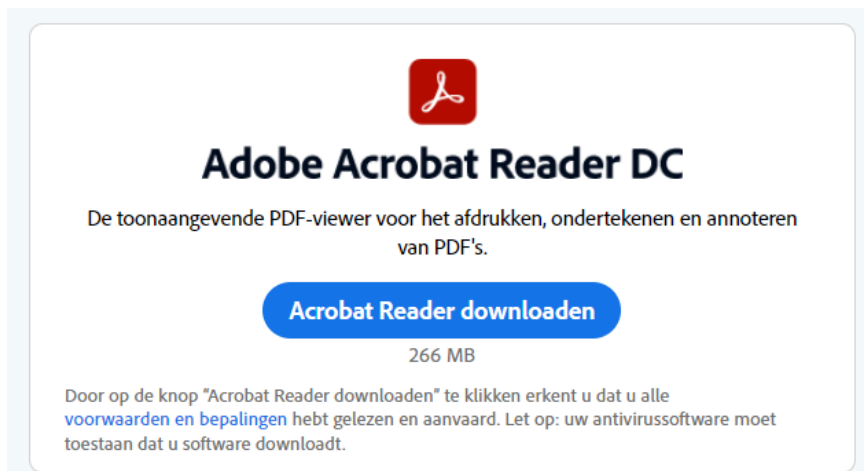 Adobe Acrobat Reader DC
De toonaangevende PDF-viewer voor het afdrukken, ondertekenen en annoteren
van PDF's.
Acrobat Reader downloaden
266 MB
Door op de knop "Acrobat Reader downloaden" te klikken erkent u dat u alle
voorwaarden en bepalingen hebt gelezen en aanvaard. Let op: uw antivirussoftware moet
toestaan dat u software downloadt.